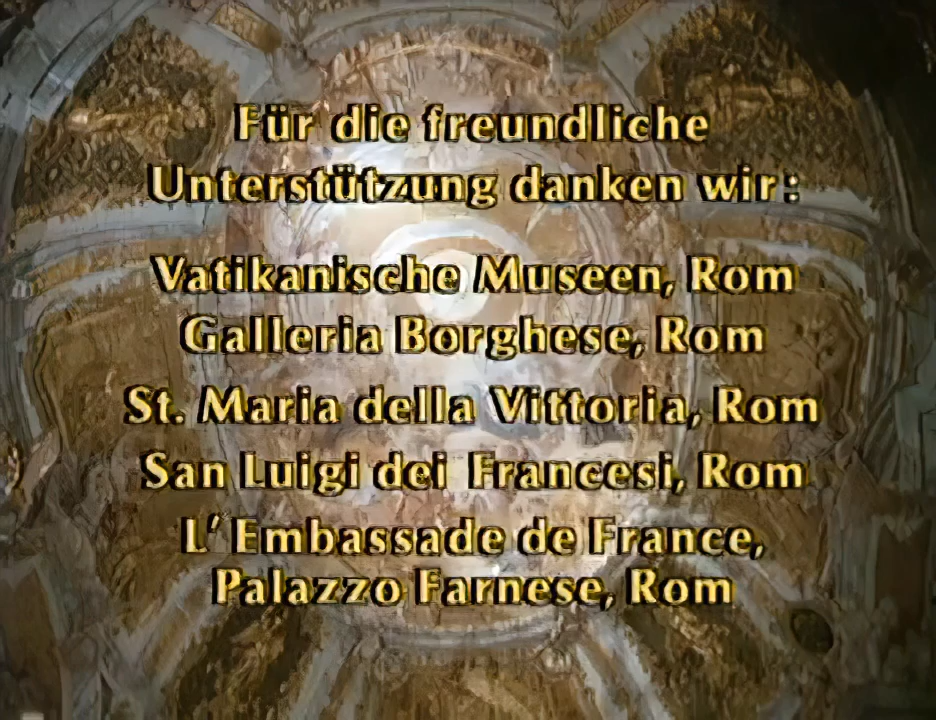 Für die freundliche
Unterstützung danken wir:
Vatikanische Museen, Rom
Galleria Borghese, Rom
St. Maria della Vittoria, Rom
San Luigi dei Francesi, Rom
L' Embassade de France,
Palazzo Farnese, Rom